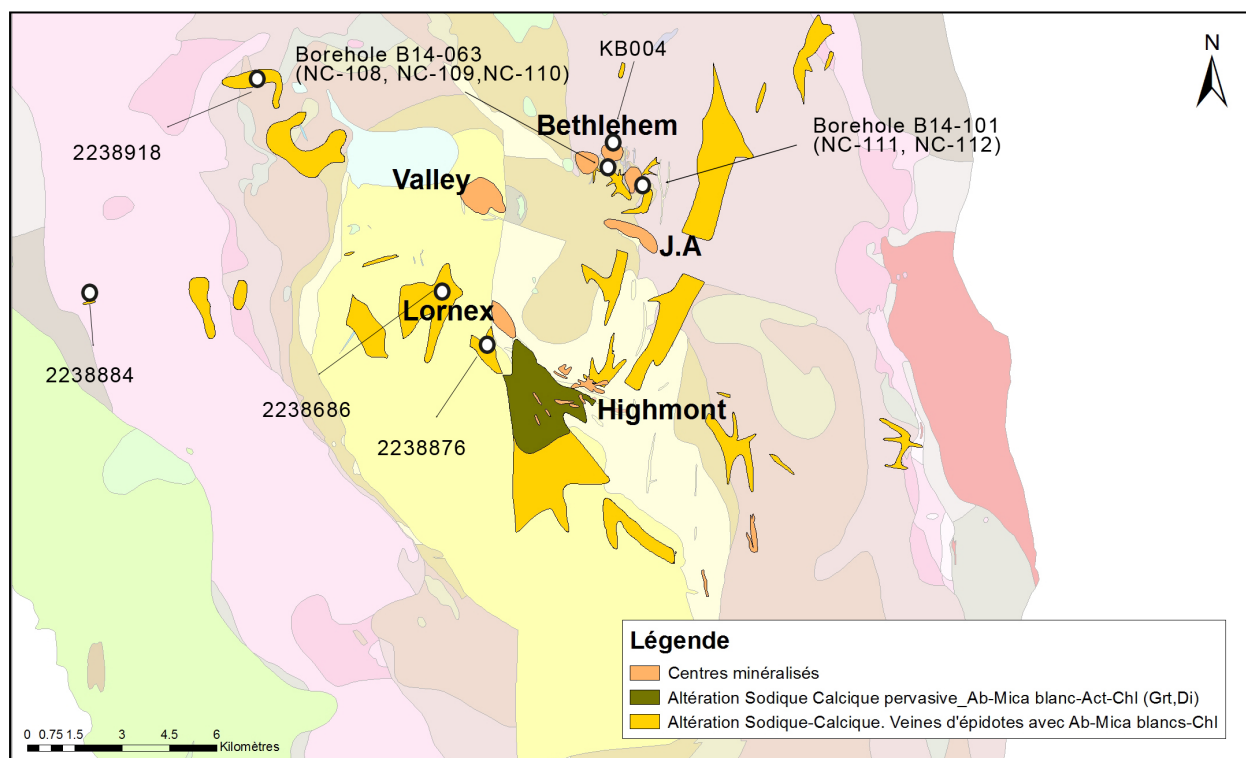 N
Borehole B14-063
(NC-108, NC-109,NC-110)
KB004
Bethlehem
Borehole B14-101
(NC-111, NC-112)
2238918
Valley
J.A
Lornex
2238884
2238686
Highmont
2238876
Légende
Centres minéralisés
Altération Sodique Calcique pervasive_Ab-Mica blanc-Act-Chl (Grt,Di)
Altération Sodique-Calcique. Veines d'épidotes avec Ab-Mica blancs-Chl
0 0.75 1.5 3 4.5 6
Kilomètres